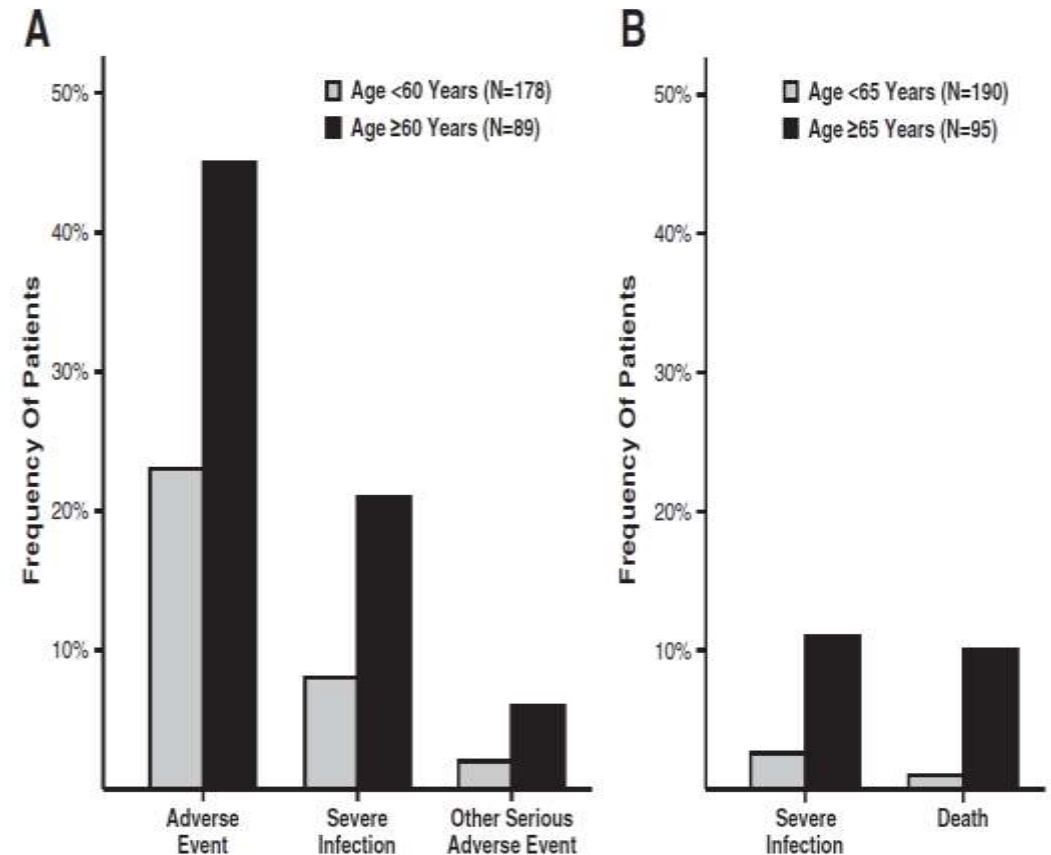 A
Frequency Of Patients
50%
40%
30%
20%
10%
Age <60 Years (N=178)
Age ≥60 Years (N=89)
Adverse
Event
Severe
Infection
Other Serious
Adverse Event
B
Frequency Of Patients
50%
40%
30%
20%
10%
Age <65 Years (N=190)
Age ≥65 Years (N=95)
Severe
Infection
Death